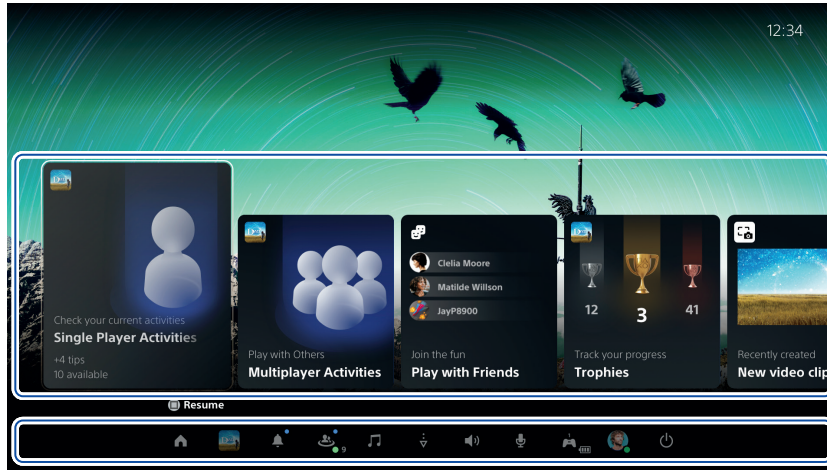 12:34
Check your current activities
Single Player Activities
+4 tips
10 available
Play with Others
Multiplayer Activities
Clelia Moore
Matilde Willson
JayP8900
Join the fun
Play with Friends
12
3
41
Track your progress
Trophies
Recently created
New video clip
Resume
9